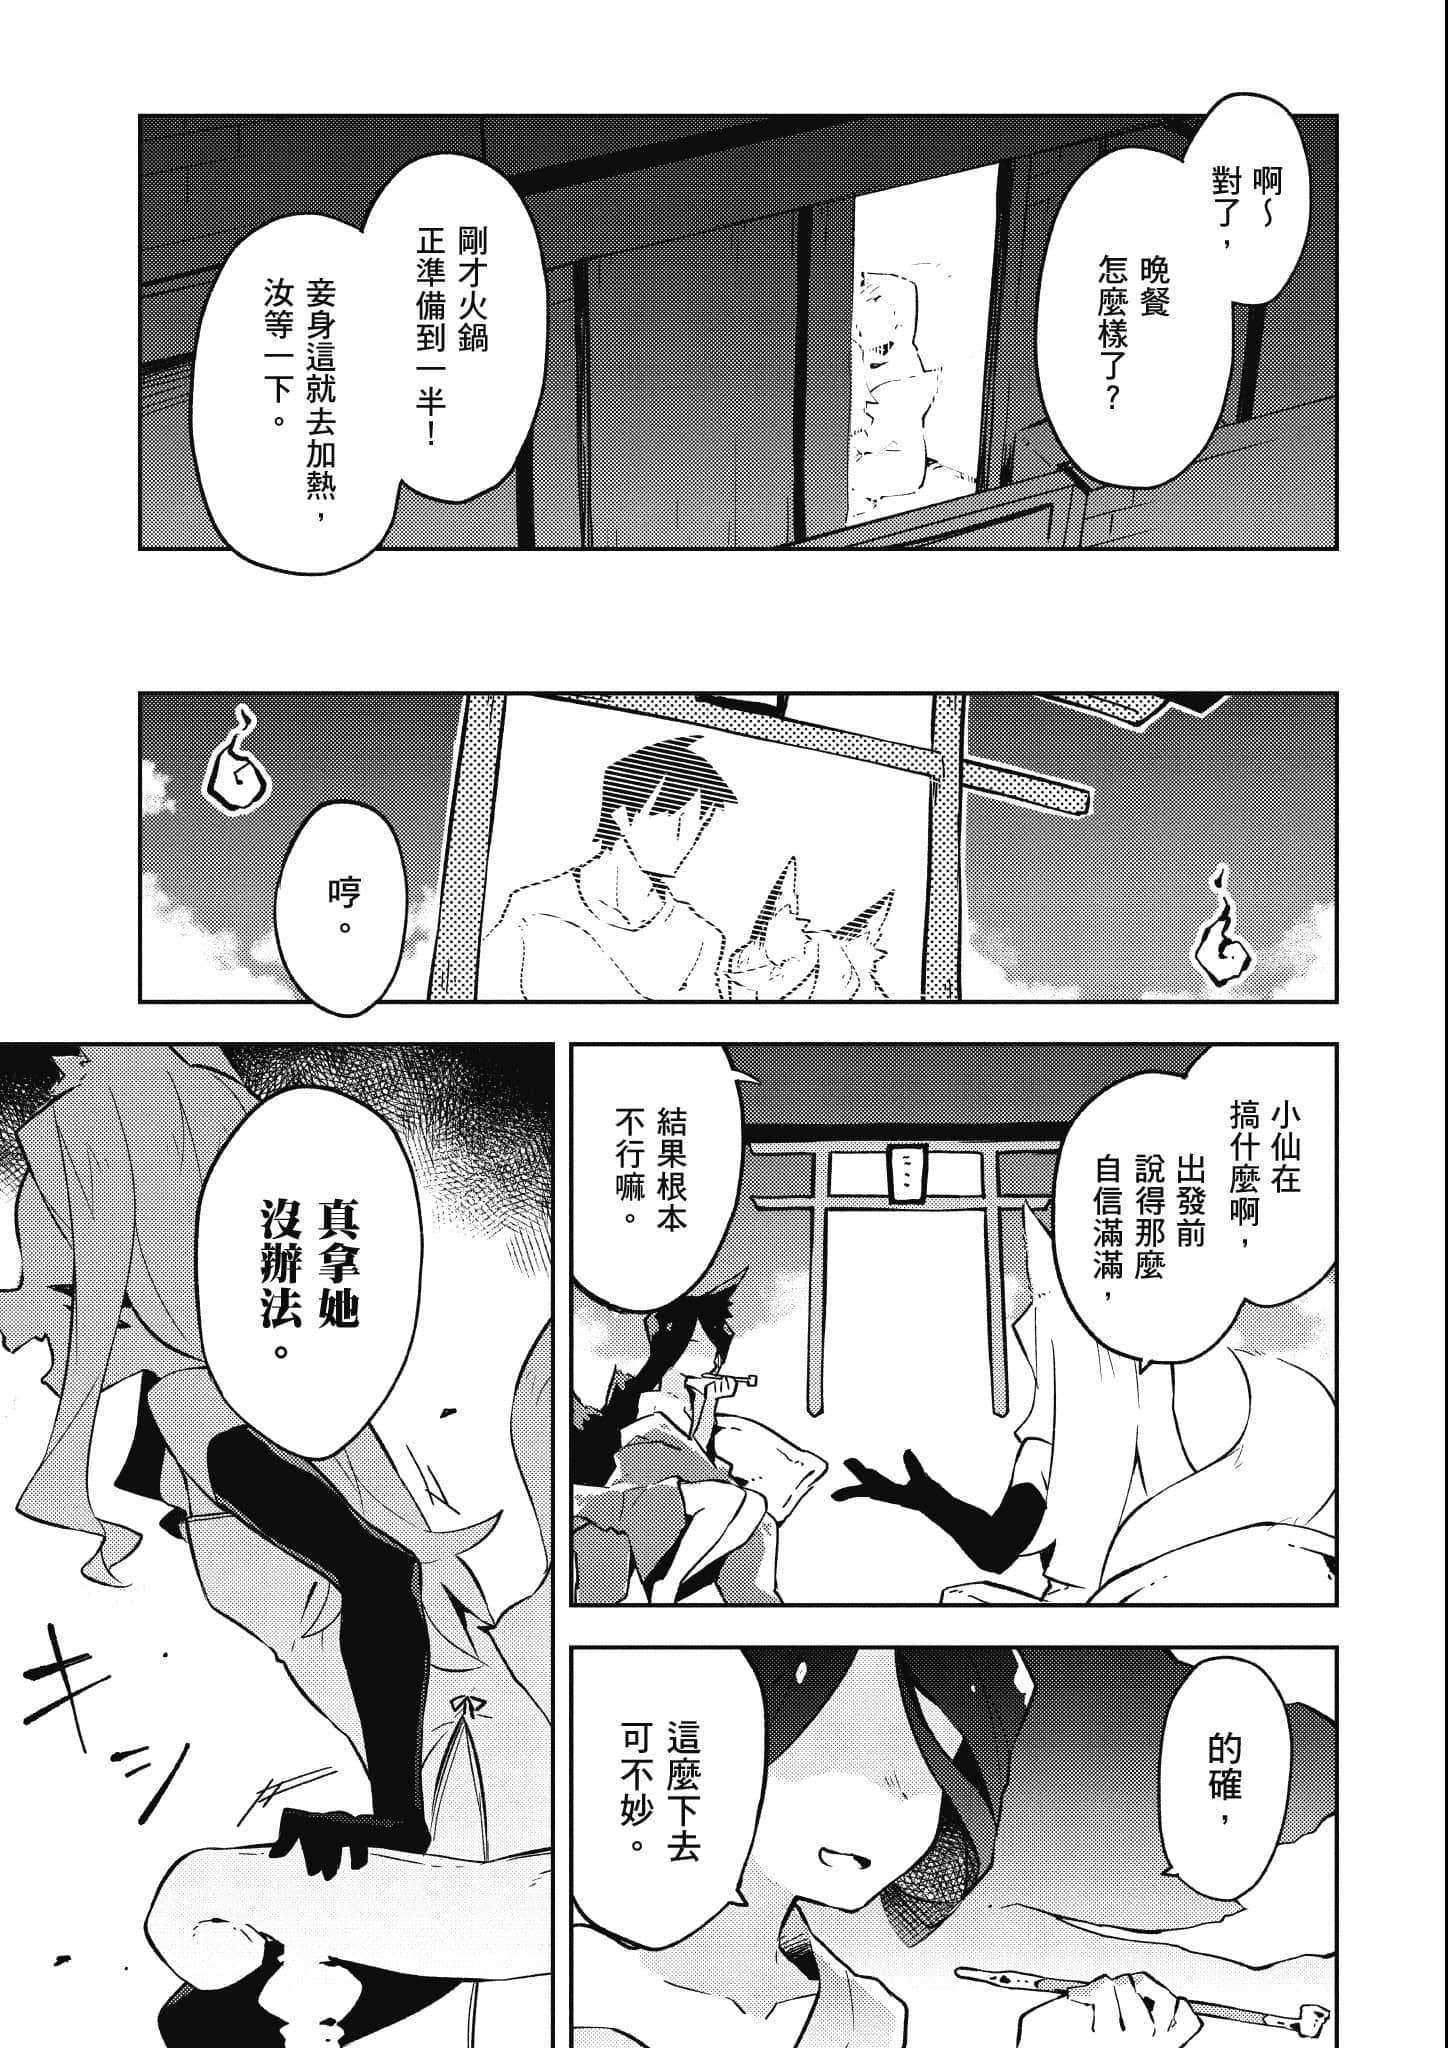 啊～
對了，
晚餐
怎麼樣了？
剛才火鍋
正準備到一半！
妾身這就去加熱，
汝等一下。
哼。
小仙在
搞什麼啊，
出發前
說得那麼
自信滿滿，
結果根本
不行嘛。
的確，
這麼下去
可不妙。
真拿她
沒辦法。
ギシ